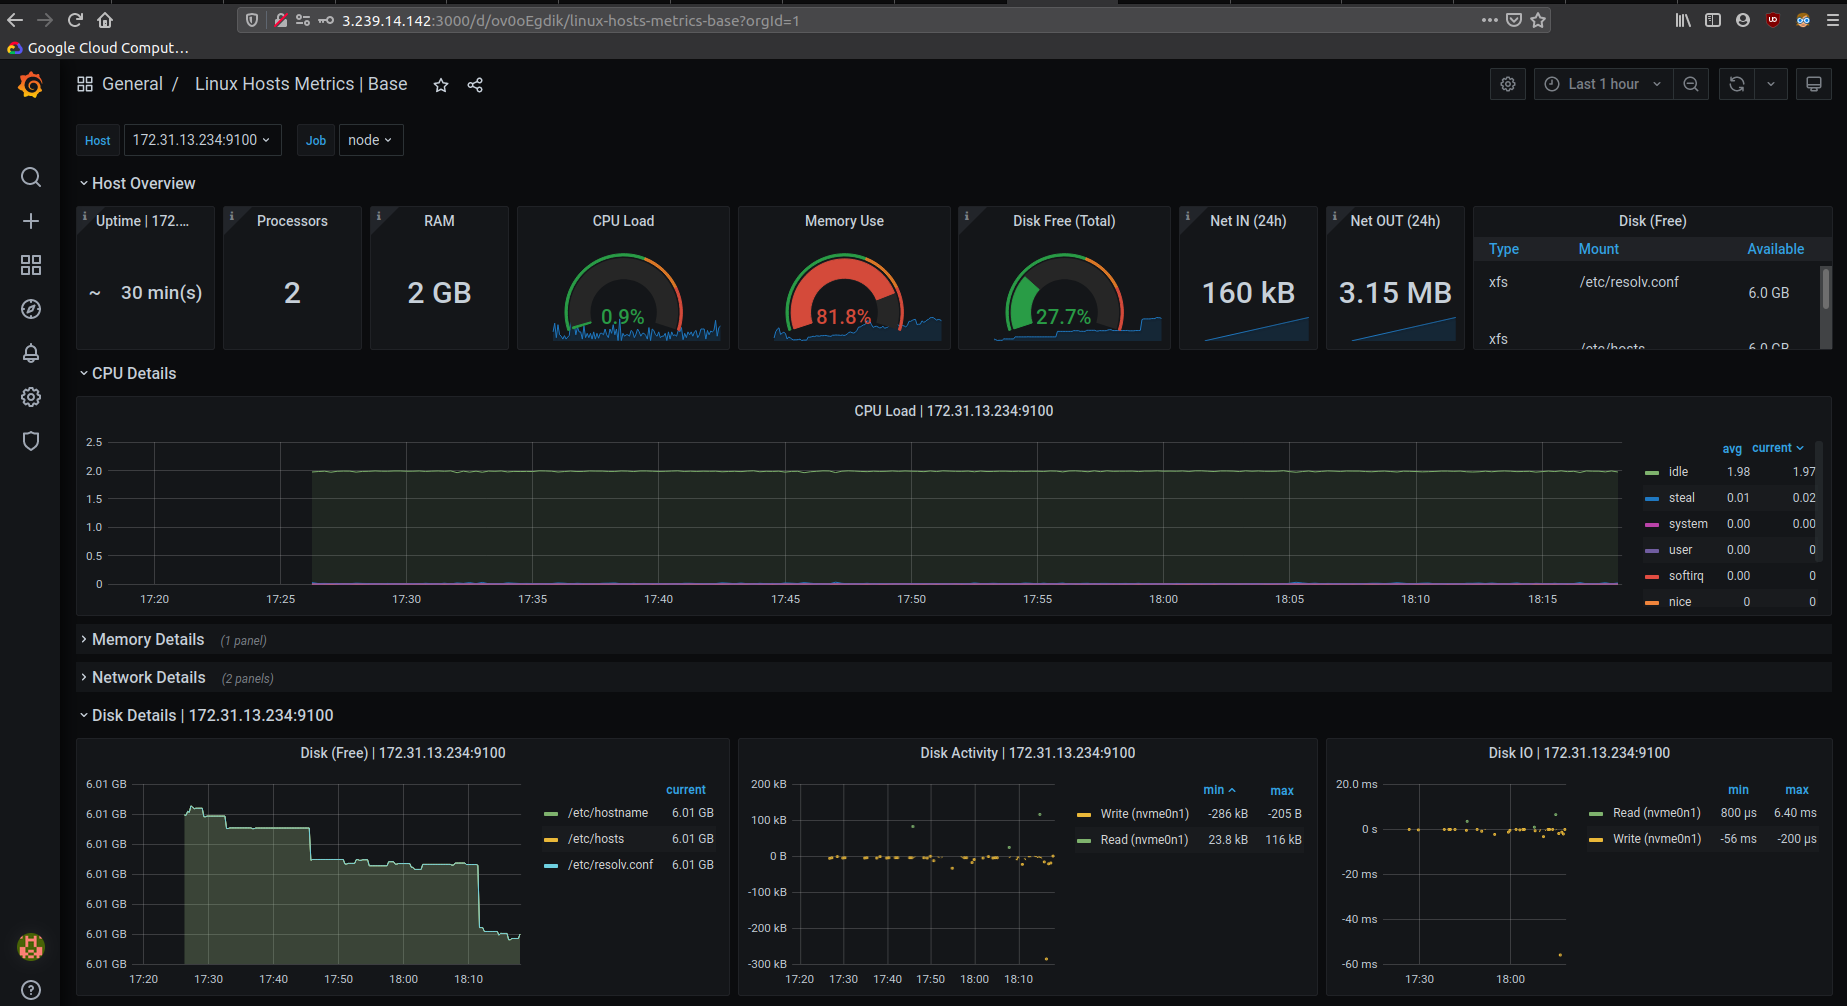 3.239.14.142:3000/d/ov0oEgdik/linux-hosts-metrics-base?orgId=1
Google Cloud Comput…
General / Linux Hosts Metrics | Base
Last 1 hour
Host 172.31.13.234:9100 Job node
Host Overview
Uptime | 172.... Processors RAM CPU Load Memory Use Disk Free (Total) Net IN (24h) Net OUT (24h) Disk (Free)
Type Mount Available
~ 30 min(s) 2 2 GB 0.9% 81.8% 27.7% 160 kB 3.15 MB
xfs /etc/resolv.conf 6.0 GB
xfs /etc/hosts 6.0 GB
CPU Details
CPU Load | 172.31.13.234:9100
2.5
2.0
1.5
1.0
0.5
0
17:20 17:25 17:30 17:35 17:40 17:45 17:50 17:55 18:00 18:05 18:10 18:15
avg current
idle 1.98 1.97
steal 0.01 0.02
system 0.00 0.00
user 0.00 0
softirq 0.00 0
nice 0 0
Memory Details (1 panel)
Network Details (2 panels)
Disk Details | 172.31.13.234:9100
Disk (Free) | 172.31.13.234:9100
6.01 GB
6.01 GB
6.01 GB
6.01 GB
6.01 GB
6.01 GB
6.01 GB
17:20 17:30 17:40 17:50 18:00 18:10
current
/etc/hostname 6.01 GB
/etc/hosts 6.01 GB
/etc/resolv.conf 6.01 GB
Disk Activity | 172.31.13.234:9100
200 kB
100 kB
0 B
-100 kB
-200 kB
-300 kB
17:20 17:30 17:40 17:50 18:00 18:10
min max
Write (nvme0n1) -286 kB -205 B
Read (nvme0n1) 23.8 kB 116 kB
Disk IO | 172.31.13.234:9100
20.0 ms
0 s
-20 ms
-40 ms
-60 ms
17:30 18:00
min max
Read (nvme0n1) 800 µs 6.40 ms
Write (nvme0n1) -56 ms -200 µs